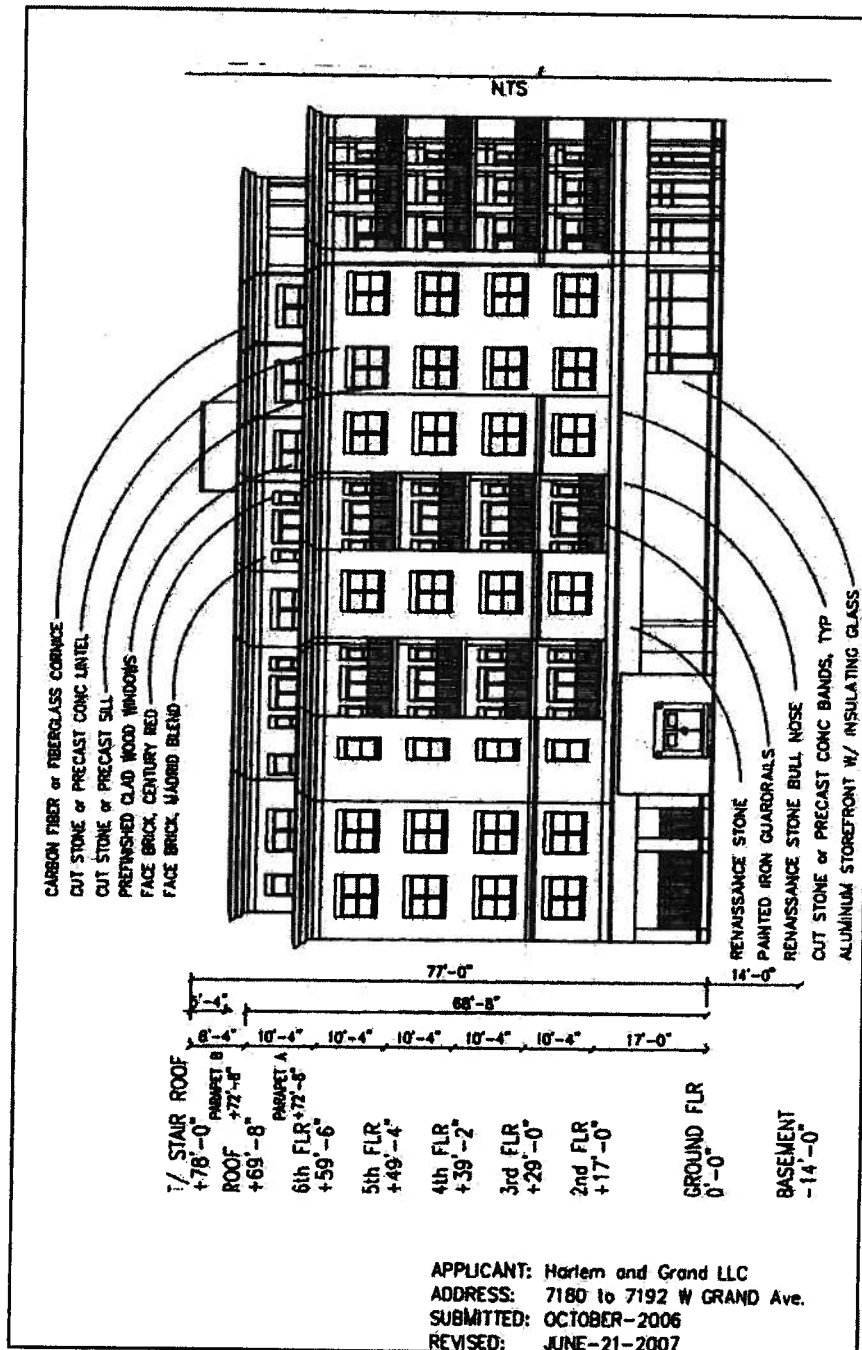 NTS
CARBON FIBER or FIBERGLASS CORNICE
CUT STONE or PRECAST CONC LINTEL
CUT STONE or PRECAST SILL
PREFINISHED CLAD WOOD WINDOWS
FACE BRICK, CENTURY RED
FACE BRICK, MADRID BLEND
RENAISSANCE STONE
PAINTED IRON GUARDRAILS
RENAISSANCE STONE BULL NOSE
CUT STONE or PRECAST CONC BANDS, TYP
ALUMINUM STOREFRONT W/ INSULATING GLASS
77'-0"
14'-0"
68'-8"
8'-4"
10'-4"
10'-4"
10'-4"
10'-4"
10'-4"
17'-0"
T/ STAIR ROOF
+78'-0"
PARAPET B
+72'-8"
ROOF
+69'-8"
PARAPET A
+72'-8"
6th FLR
+59'-6"
5th FLR
+49'-4"
4th FLR
+39'-2"
3rd FLR
+29'-0"
2nd FLR
+17'-0"
GROUND FLR
0'-0"
BASEMENT
-14'-0"
APPLICANT: Harlem and Grand LLC
ADDRESS: 7180 to 7192 W GRAND Ave.
SUBMITTED: OCTOBER-2006
REVISED: JUNE-21-2007